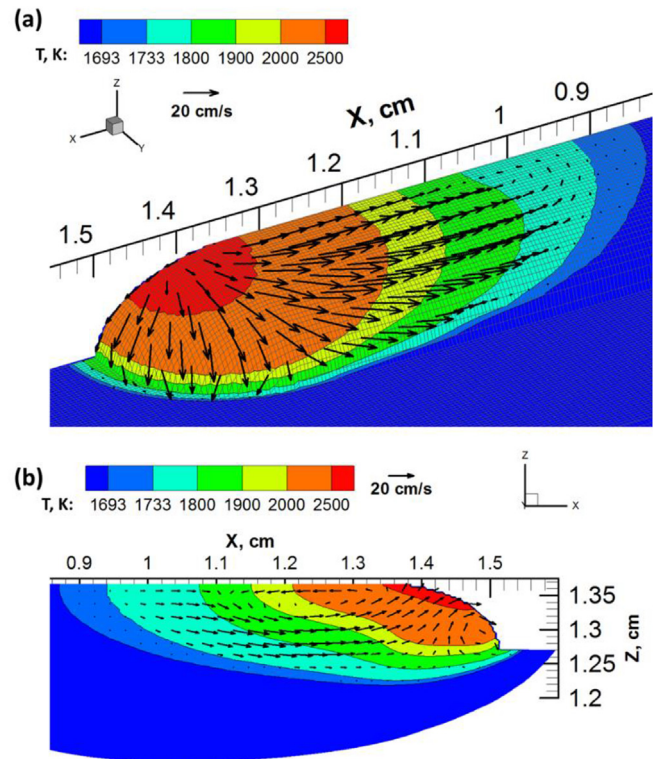 (a)
T, K: 1693 1733 1800 1900 2000 2500
20 cm/s
Z
X
Y
X, cm
1.5 1.4 1.3 1.2 1.1 1 0.9
(b)
T, K: 1693 1733 1800 1900 2000 2500
20 cm/s
Z
Y
X
X, cm
0.9 1 1.1 1.2 1.3 1.4 1.5
1.35
1.3
1.25
1.2
Z, cm